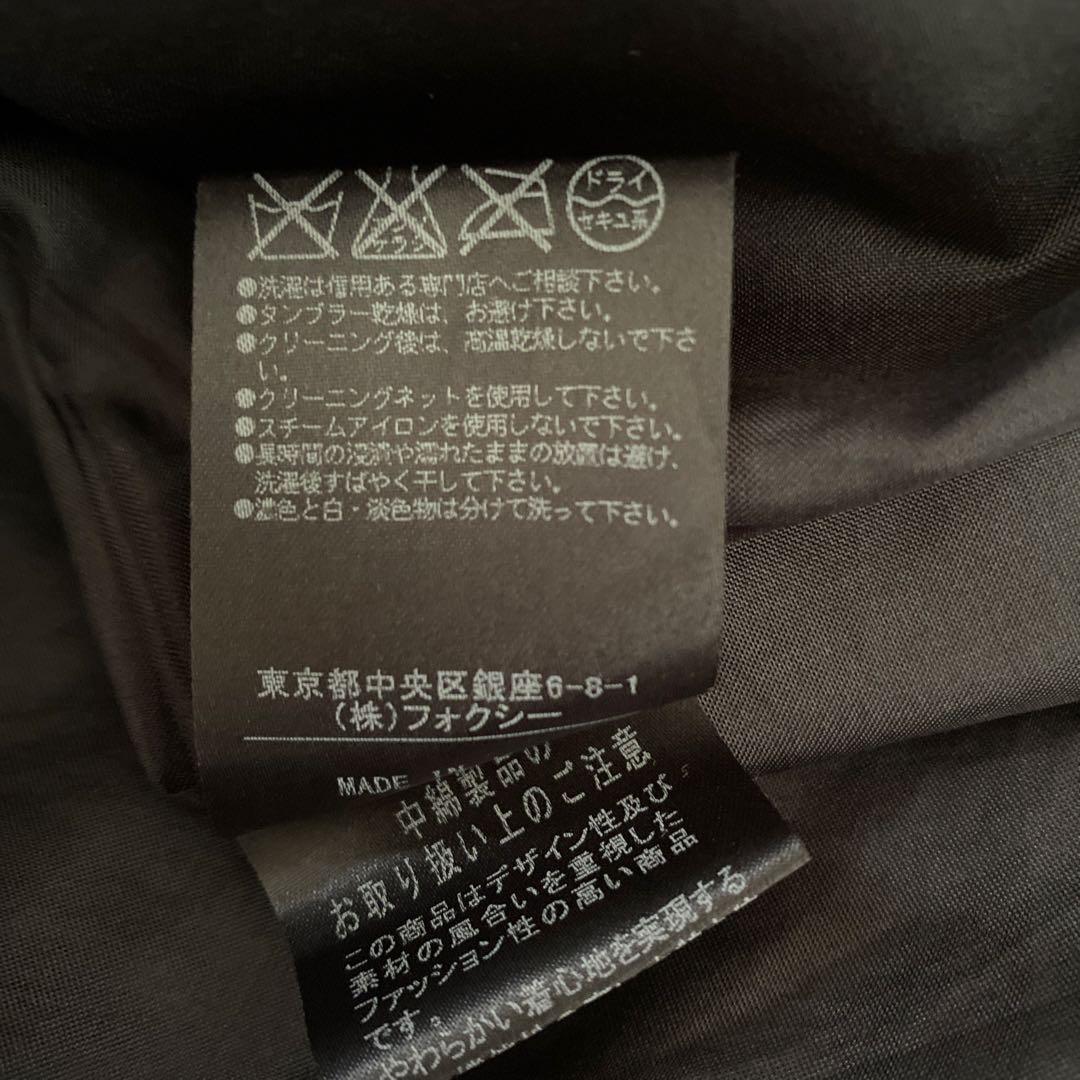 ドライ
セキユ系
●洗濯は信用ある専門店へご相談下さい。
●タンブラー乾燥は、お避け下さい。
●クリーニング後は、高温乾燥しないで下さ
い。
●クリーニングネットを使用して下さい。
●スチームアイロンを使用しないで下さい。
●長時間の浸漬や濡れたままの放置は避け、
洗濯後すばやく干して下さい。
●濃色と白・淡色物は分けて洗って下さい。
東京都中央区銀座6-8-1
(株)フォクシー
MADE
中綿製品の
お取り扱い上のご注意
この商品はデザイン性及び
素材の風合いを重視した
ファッション性の高い商品
です。
やわらかい着心地を実現する